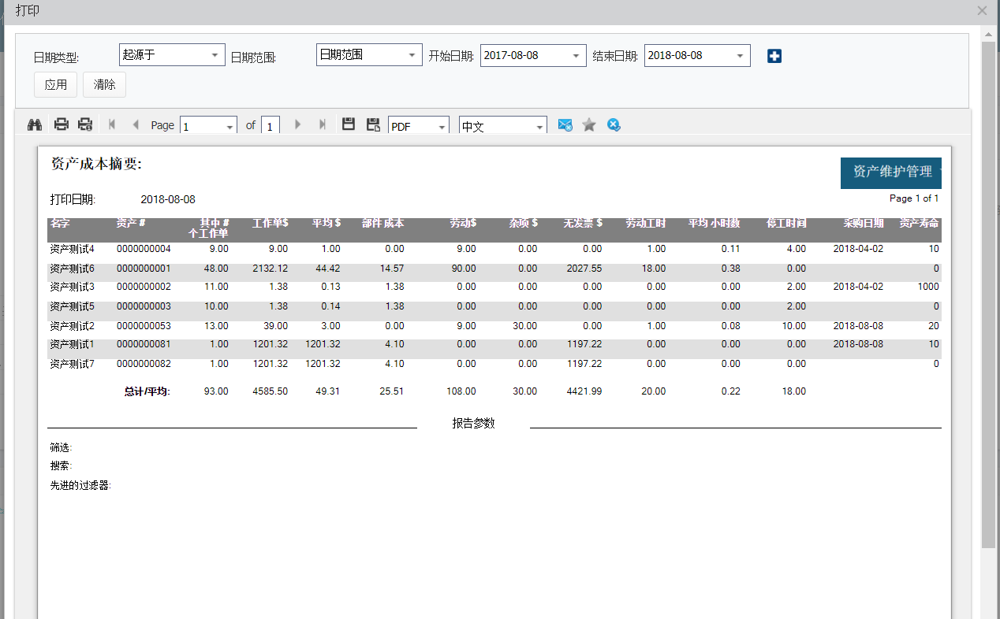 打印
日期类型: 起源于 日期范围: 日期范围 开始日期: 2017-08-08 结束日期: 2018-08-08
应用 清除
Page 1 of 1 PDF 中文
资产成本摘要:
资产维护管理
打印日期: 2018-08-08
Page 1 of 1
名字 资产 # 其中 # 工作单$ 平均 $ 部件 成本 劳动$ 杂项 $ 无发票 $ 劳动工时 平均 小时数 停工时间 采购日期 资产寿命
个工作单
资产测试4 0000000004 9.00 9.00 1.00 0.00 9.00 0.00 0.00 1.00 0.11 4.00 2018-04-02 10
资产测试6 0000000001 48.00 2132.12 44.42 14.57 90.00 0.00 2027.55 18.00 0.38 0.00 0
资产测试3 0000000002 11.00 1.38 0.13 1.38 0.00 0.00 0.00 0.00 0.00 2.00 2018-04-02 1000
资产测试5 0000000003 10.00 1.38 0.14 1.38 0.00 0.00 0.00 0.00 0.00 2.00 0
资产测试2 0000000053 13.00 39.00 3.00 0.00 9.00 30.00 0.00 1.00 0.08 10.00 2018-08-08 20
资产测试1 0000000081 1.00 1201.32 1201.32 4.10 0.00 0.00 1197.22 0.00 0.00 0.00 2018-08-08 10
资产测试7 0000000082 1.00 1201.32 1201.32 4.10 0.00 0.00 1197.22 0.00 0.00 0.00 0
总计/平均: 93.00 4585.50 49.31 25.51 108.00 30.00 4421.99 20.00 0.22 18.00
报告参数
筛选:
搜索:
先进的过滤器: